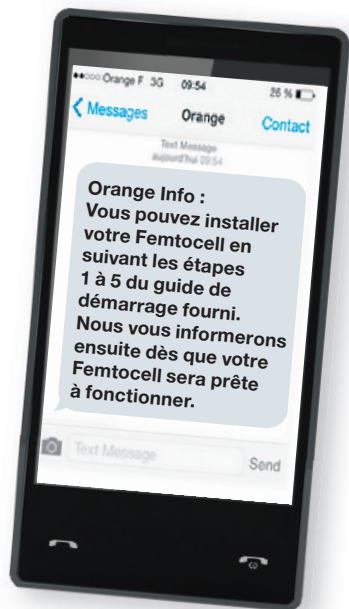 Orange F 3G 09:54 26 %
Messages Orange Contact
Text Message
aujourd'hui 09:54
Orange Info :
Vous pouvez installer
votre Femtocell en
suivant les étapes
1 à 5 du guide de
démarrage fourni.
Nous vous informerons
ensuite dès que votre
Femtocell sera prête
à fonctionner.
Text Message Send